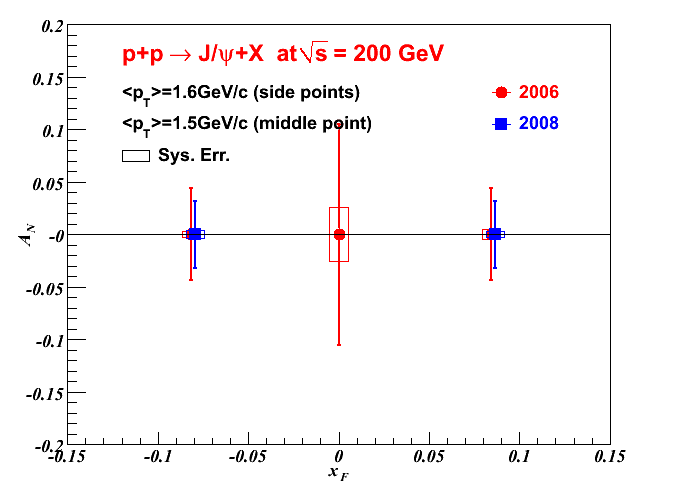 p+p → J/ψ+X at √s = 200 GeV
<p_T>=1.6GeV/c (side points)
2006
<p_T>=1.5GeV/c (middle point)
2008
Sys. Err.
0.2
0.15
0.1
0.05
-0
-0.05
-0.1
-0.15
-0.2
A_N
-0.15 -0.1 -0.05 0 0.05 0.1 0.15
x_F